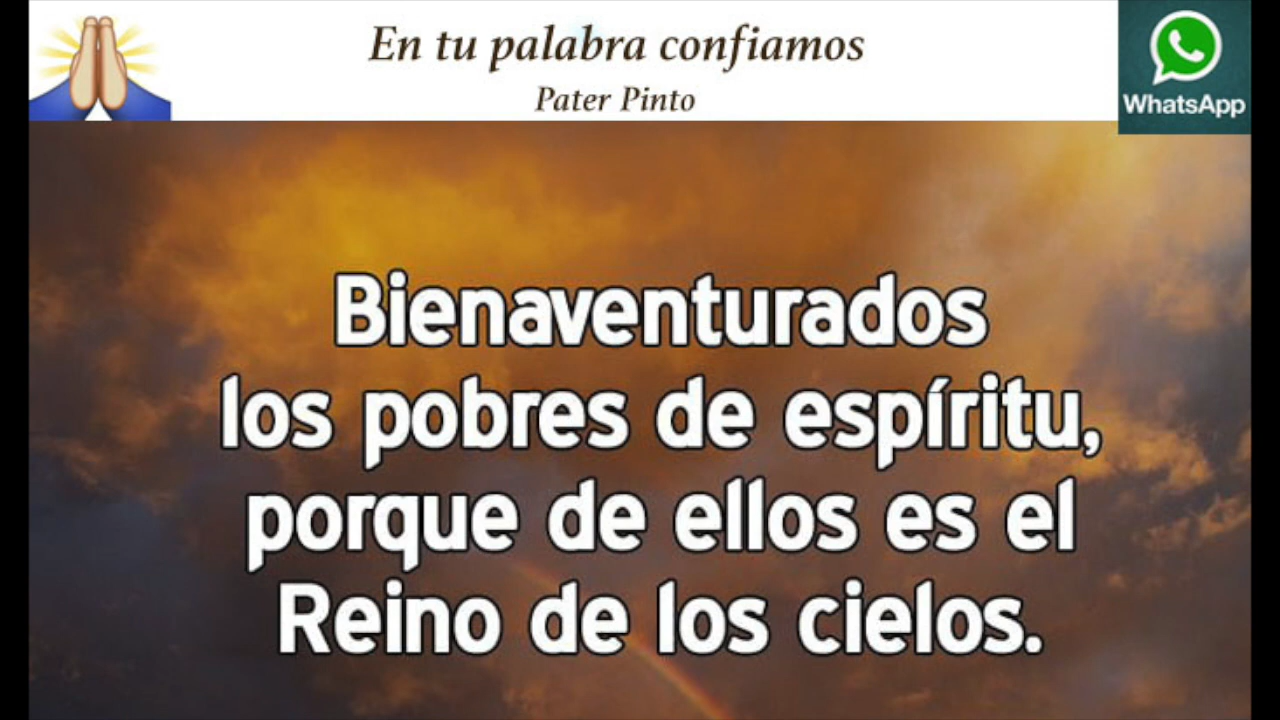 En tu palabra confiamos
Pater Pinto
WhatsApp
Bienaventurados
los pobres de espíritu,
porque de ellos es el
Reino de los cielos.